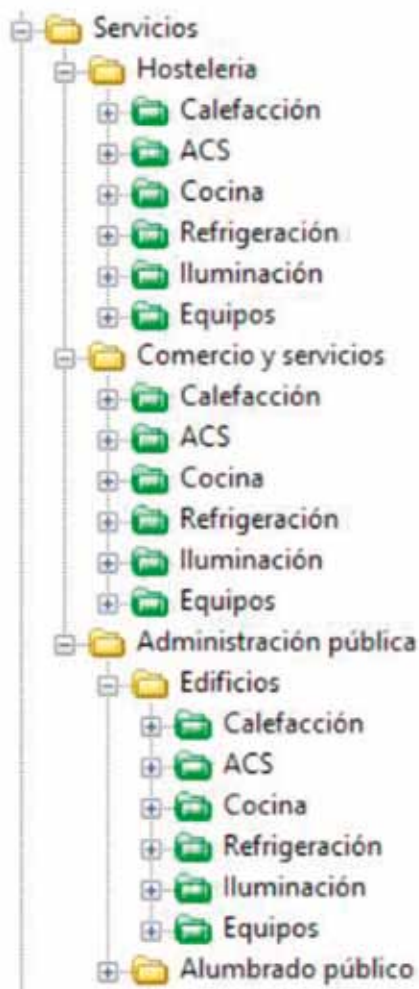 Servicios
Hosteleria
Calefacción
ACS
Cocina
Refrigeración
Iluminación
Equipos
Comercio y servicios
Calefacción
ACS
Cocina
Refrigeración
Iluminación
Equipos
Administración pública
Edificios
Calefacción
ACS
Cocina
Refrigeración
Iluminación
Equipos
Alumbrado público